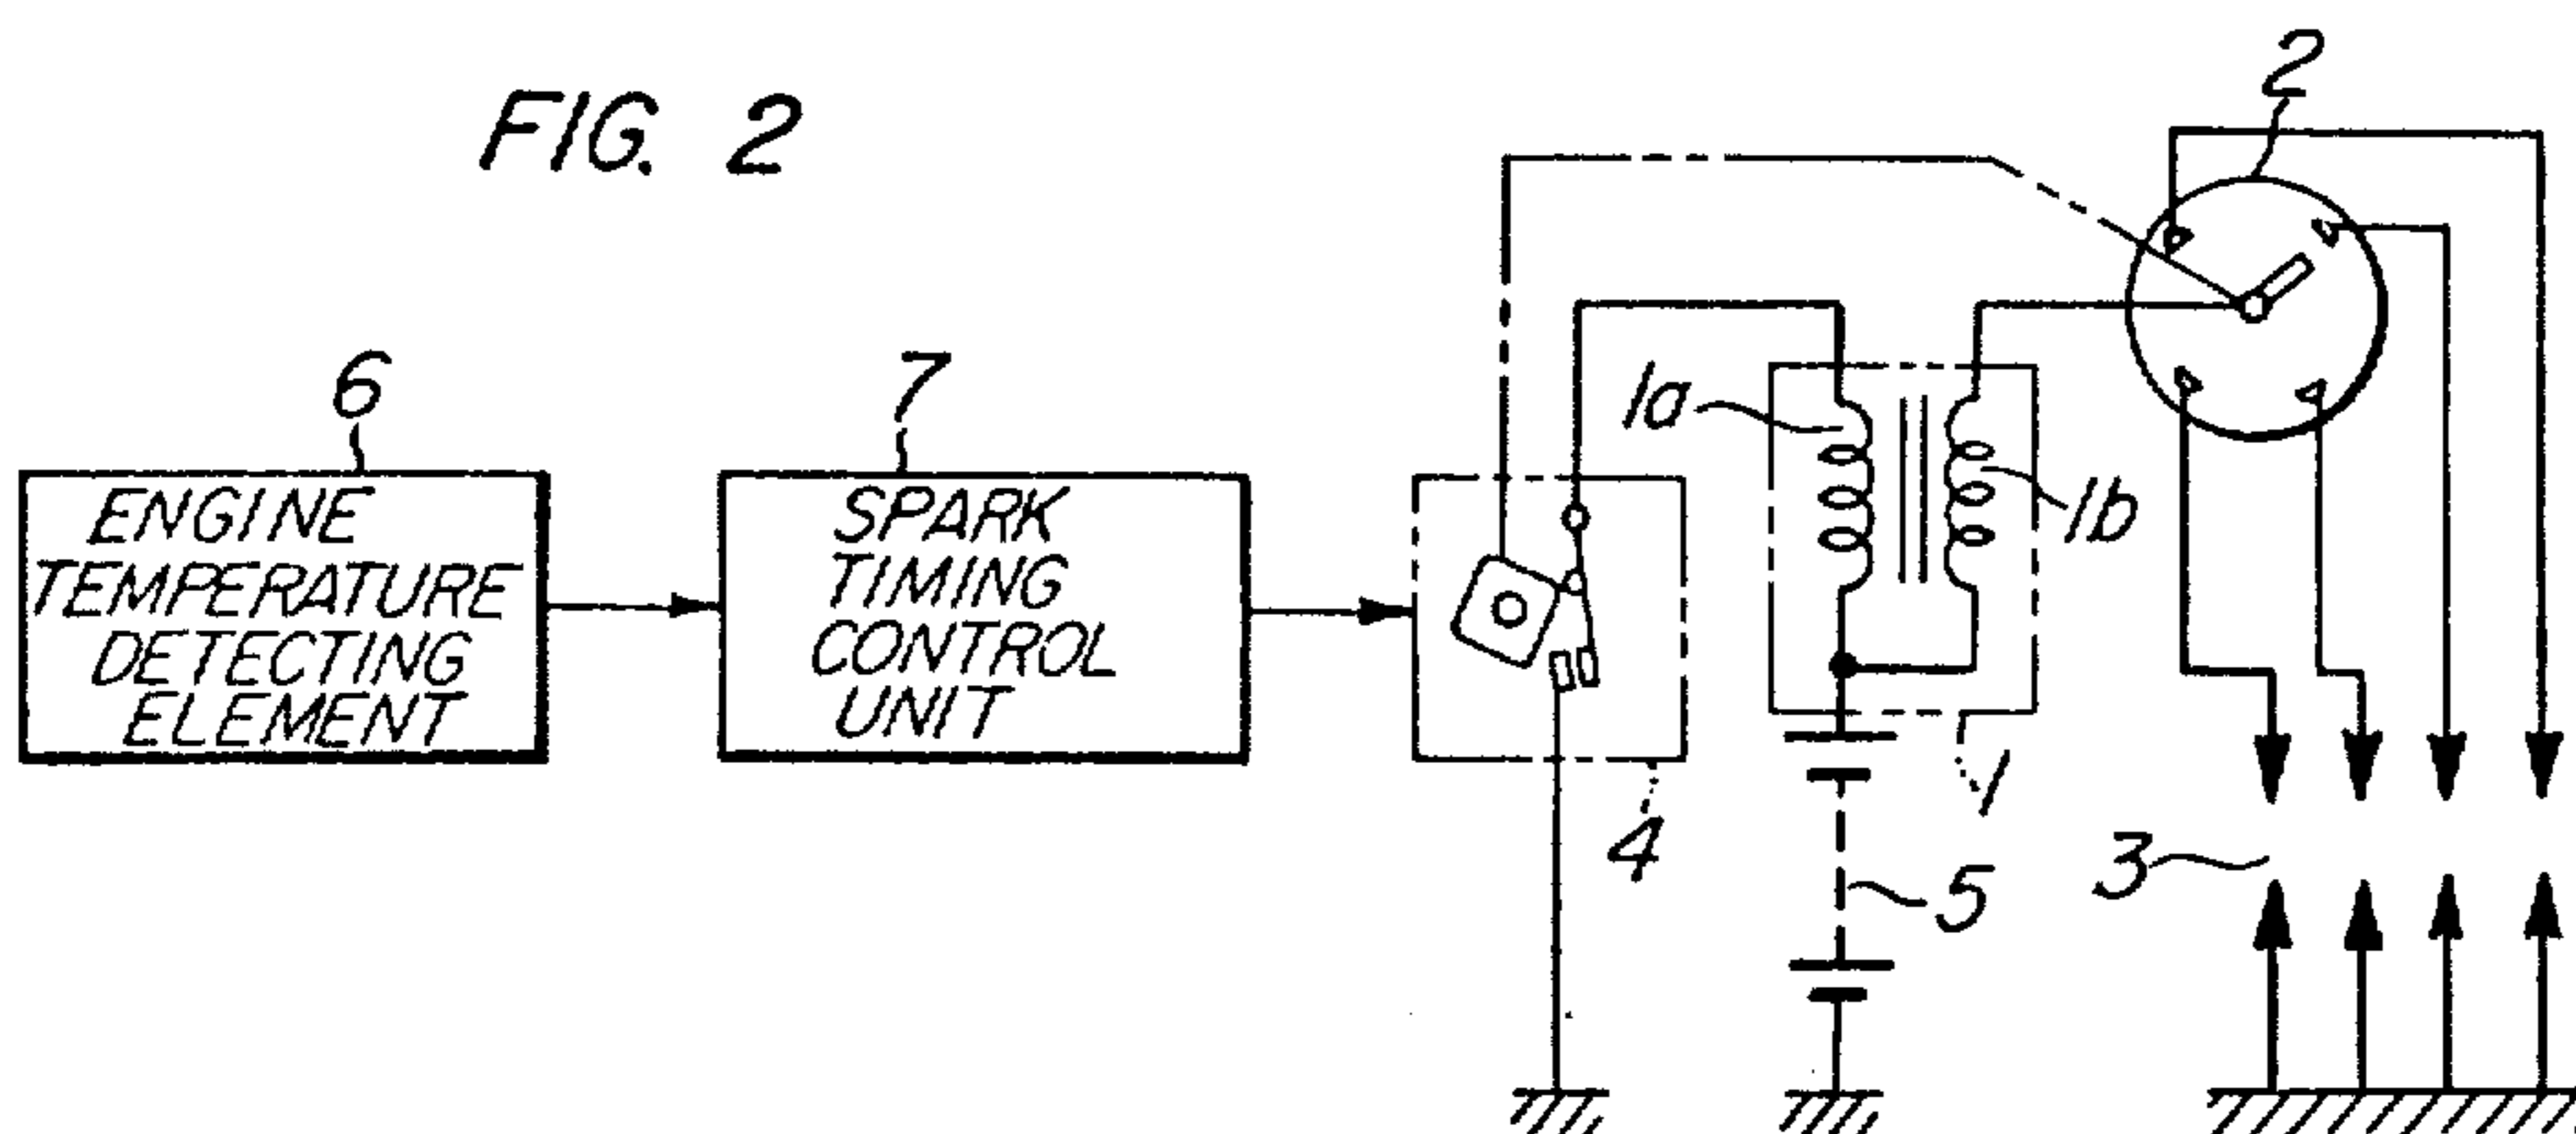 FIG. 2
2
6
7
1a
1b
ENGINE
TEMPERATURE
DETECTING
ELEMENT
SPARK
TIMING
CONTROL
UNIT
1
4
3
5